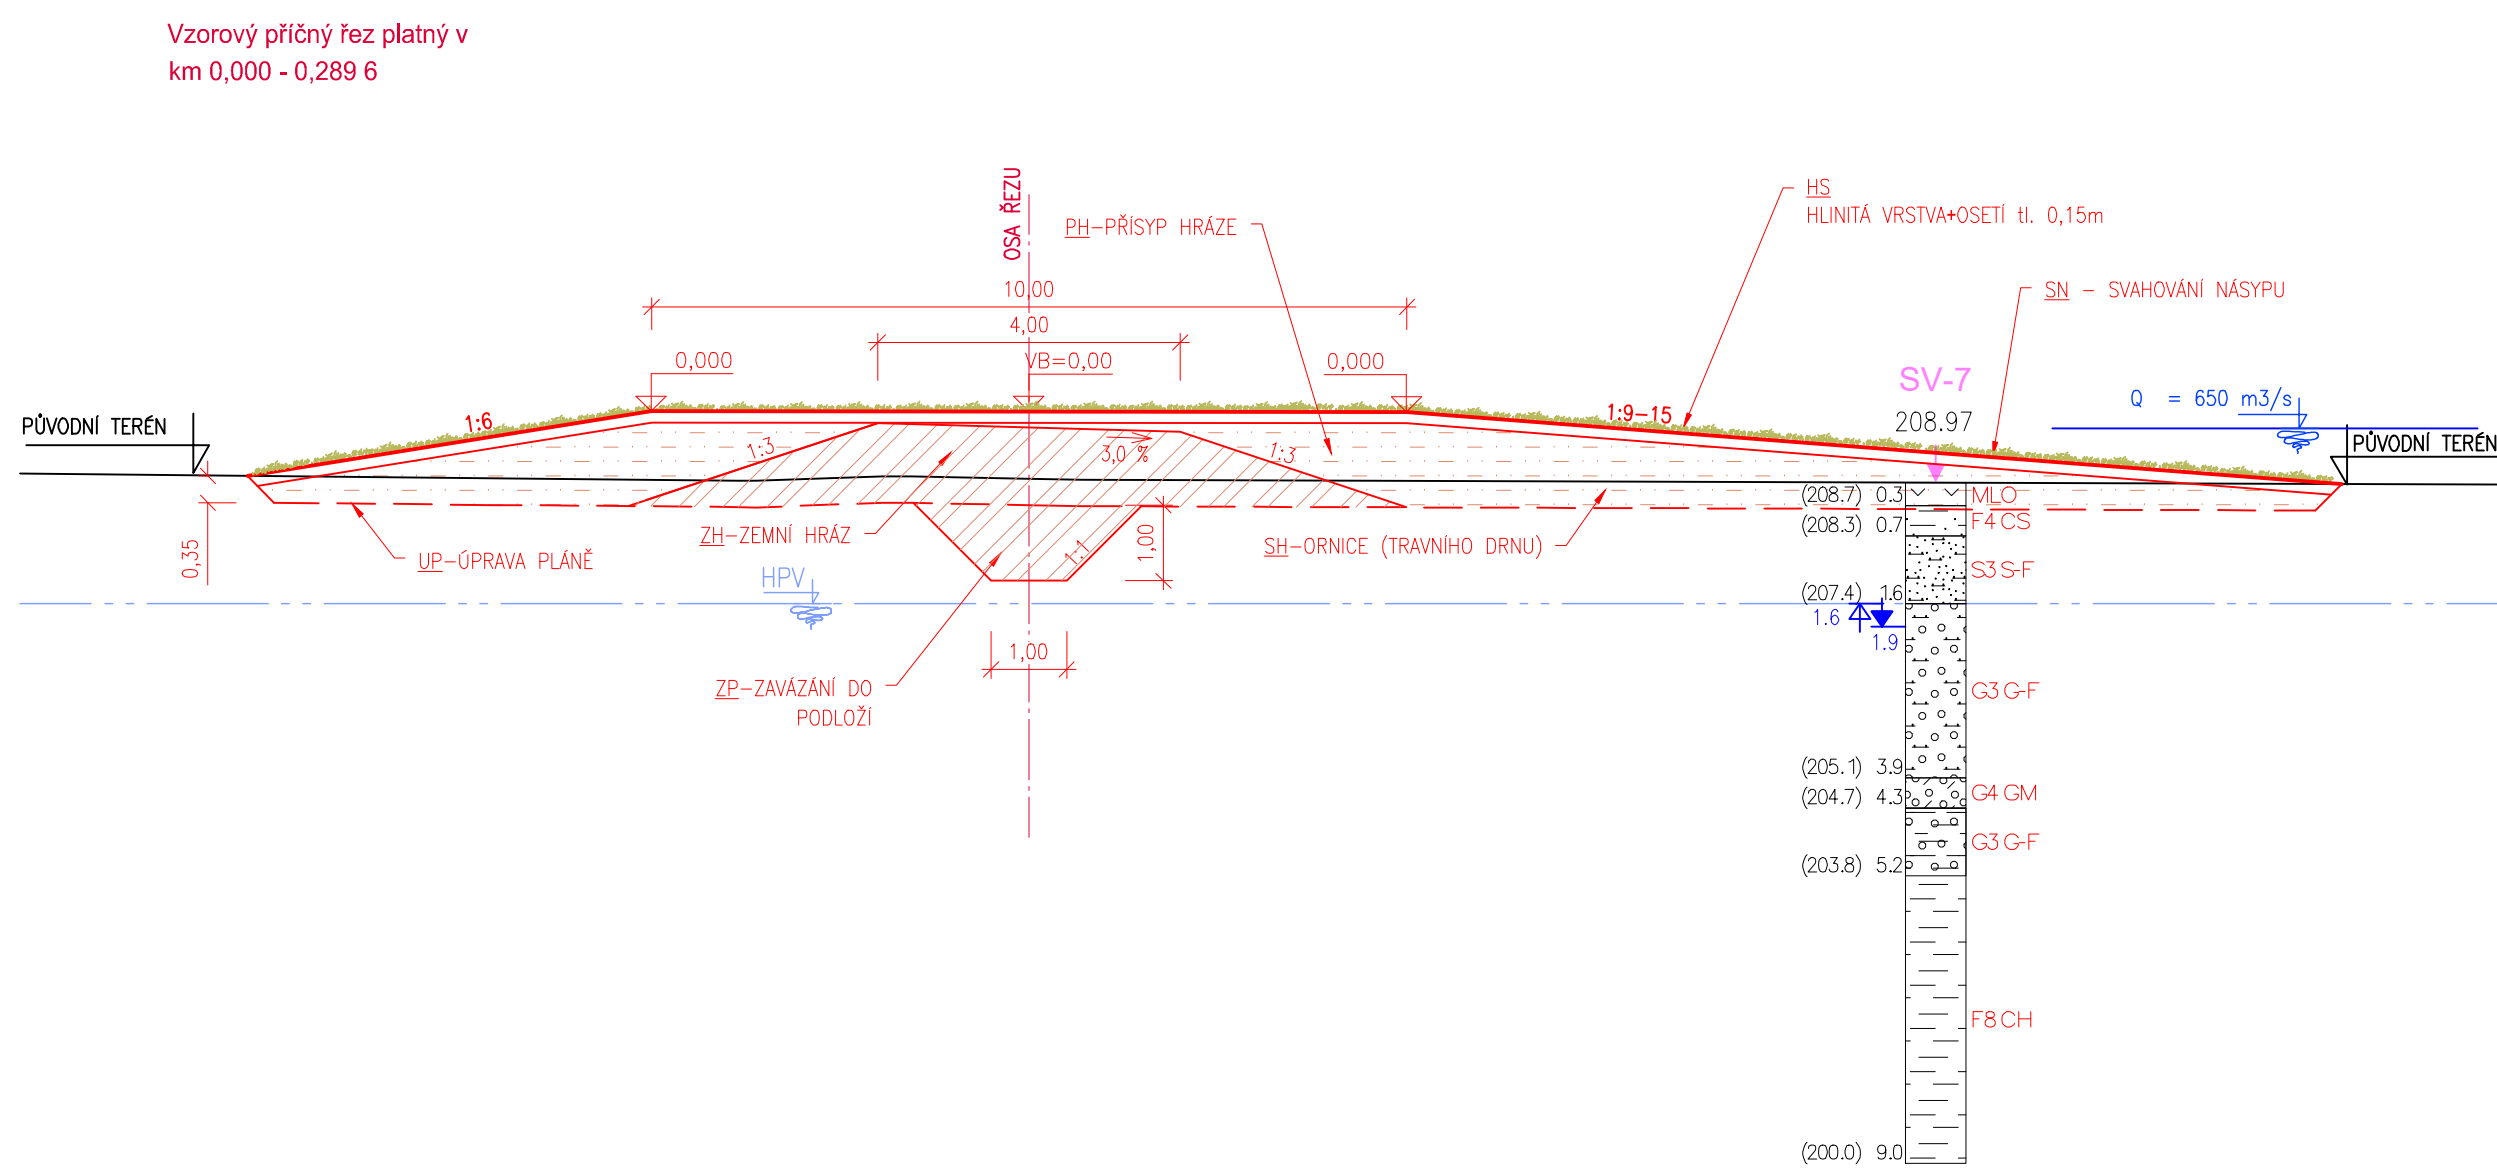 Vzorový příčný řez platný v
km 0,000 - 0,289 6
OSA ŘEZU
HS
HLINITÁ VRSTVA+OSETÍ tl. 0,15m
PH-PŘÍSYP HRÁZE
SN - SVAHOVÁNÍ NÁSYPU
10,00
4,00
0,000
VB=0,00
0,000
SV-7
208.97
Q = 650 m3/s
PŮVODNÍ TERÉN
1:6
1:9-15
PŮVODNÍ TERÉN
1:3
3,0 %
1:3
0,35
UP-ÚPRAVA PLÁNĚ
ZH-ZEMNÍ HRÁZ
1:1
1,00
SH-ORNICE (TRAVNÍHO DRNU)
HPV
ZP-ZAVÁZÁNÍ DO
PODLOŽÍ
1,00
(208.7) 0.3 MLO
(208.3) 0.7 F4 CS
S3 S-F
(207.4) 1.6
1.6
1.9
G3 G-F
(205.1) 3.9
(204.7) 4.3 G4 GM
G3 G-F
(203.8) 5.2
F8 CH
(200.0) 9.0